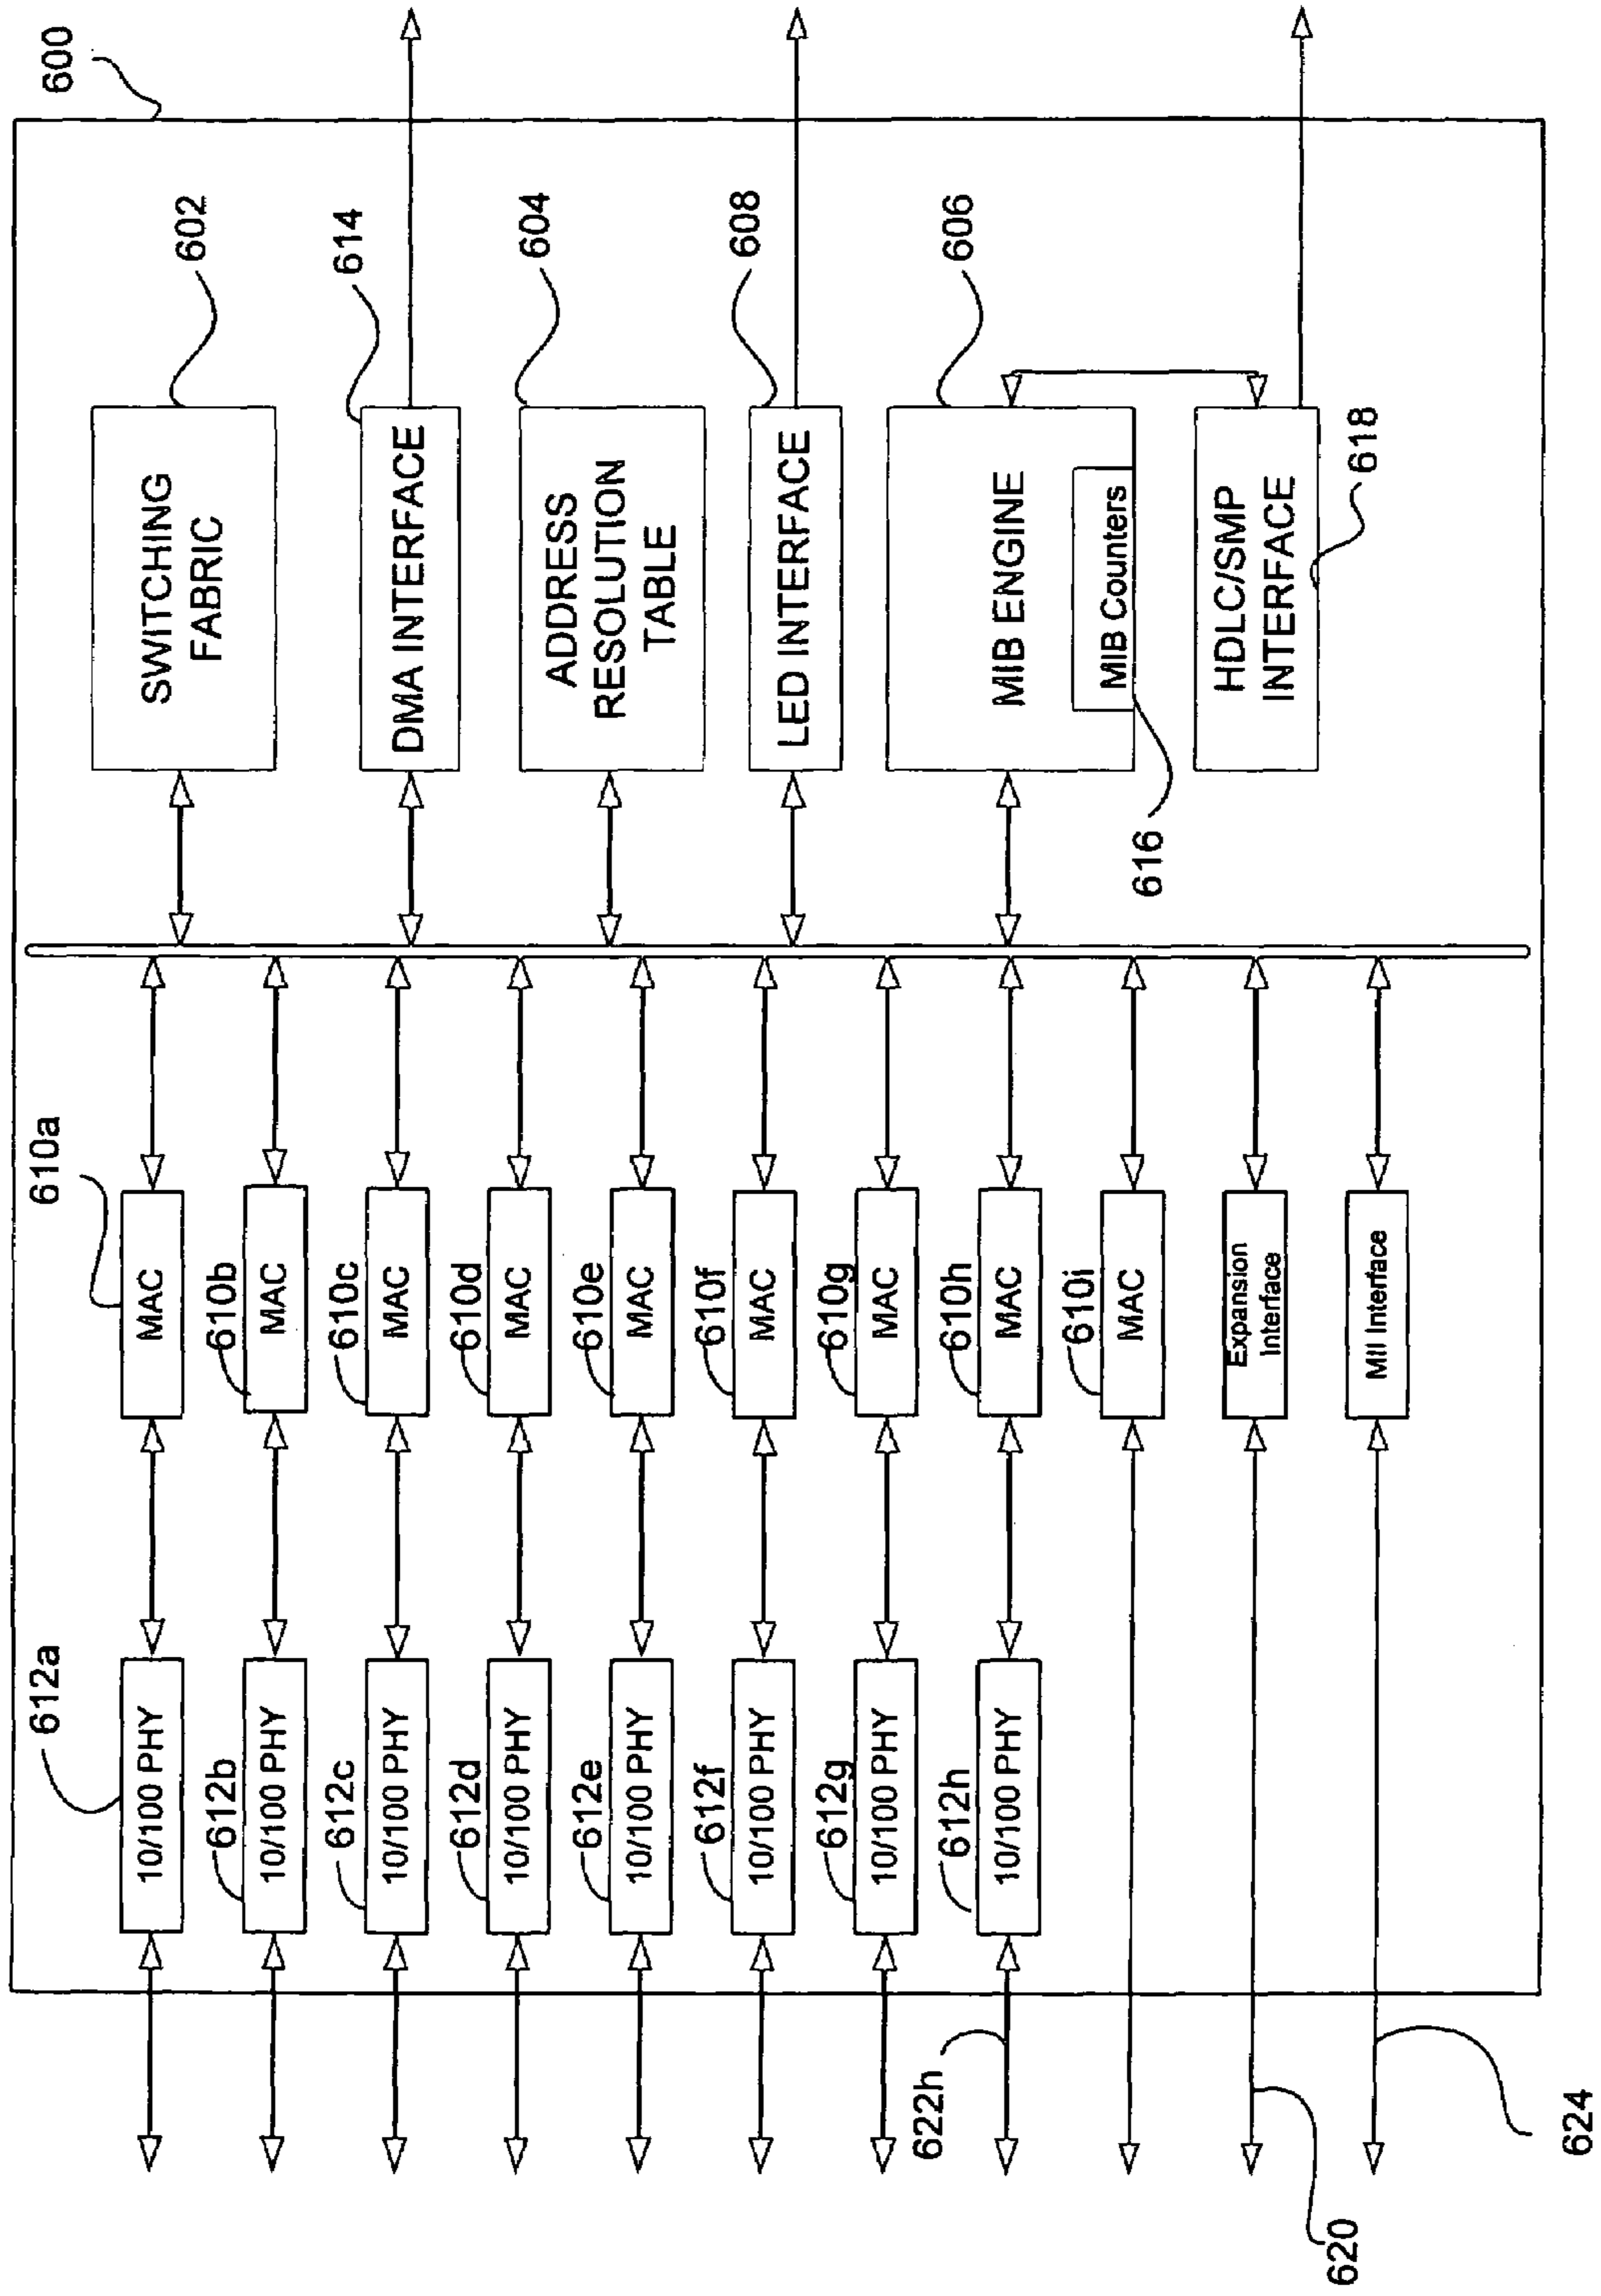 600
602
SWITCHING
FABRIC
614
DMA INTERFACE
604
ADDRESS
RESOLUTION
TABLE
608
LED INTERFACE
606
MIB ENGINE
MIB Counters
616
HDLC/SMP
INTERFACE
618
610a
MAC
610b
MAC
610c
MAC
610d
MAC
610e
MAC
610f
MAC
610g
MAC
610h
MAC
610i
MAC
Expansion
Interface
MII Interface
612a
10/100 PHY
612b
10/100 PHY
612c
10/100 PHY
612d
10/100 PHY
612e
10/100 PHY
612f
10/100 PHY
612g
10/100 PHY
612h
10/100 PHY
622h
620
624